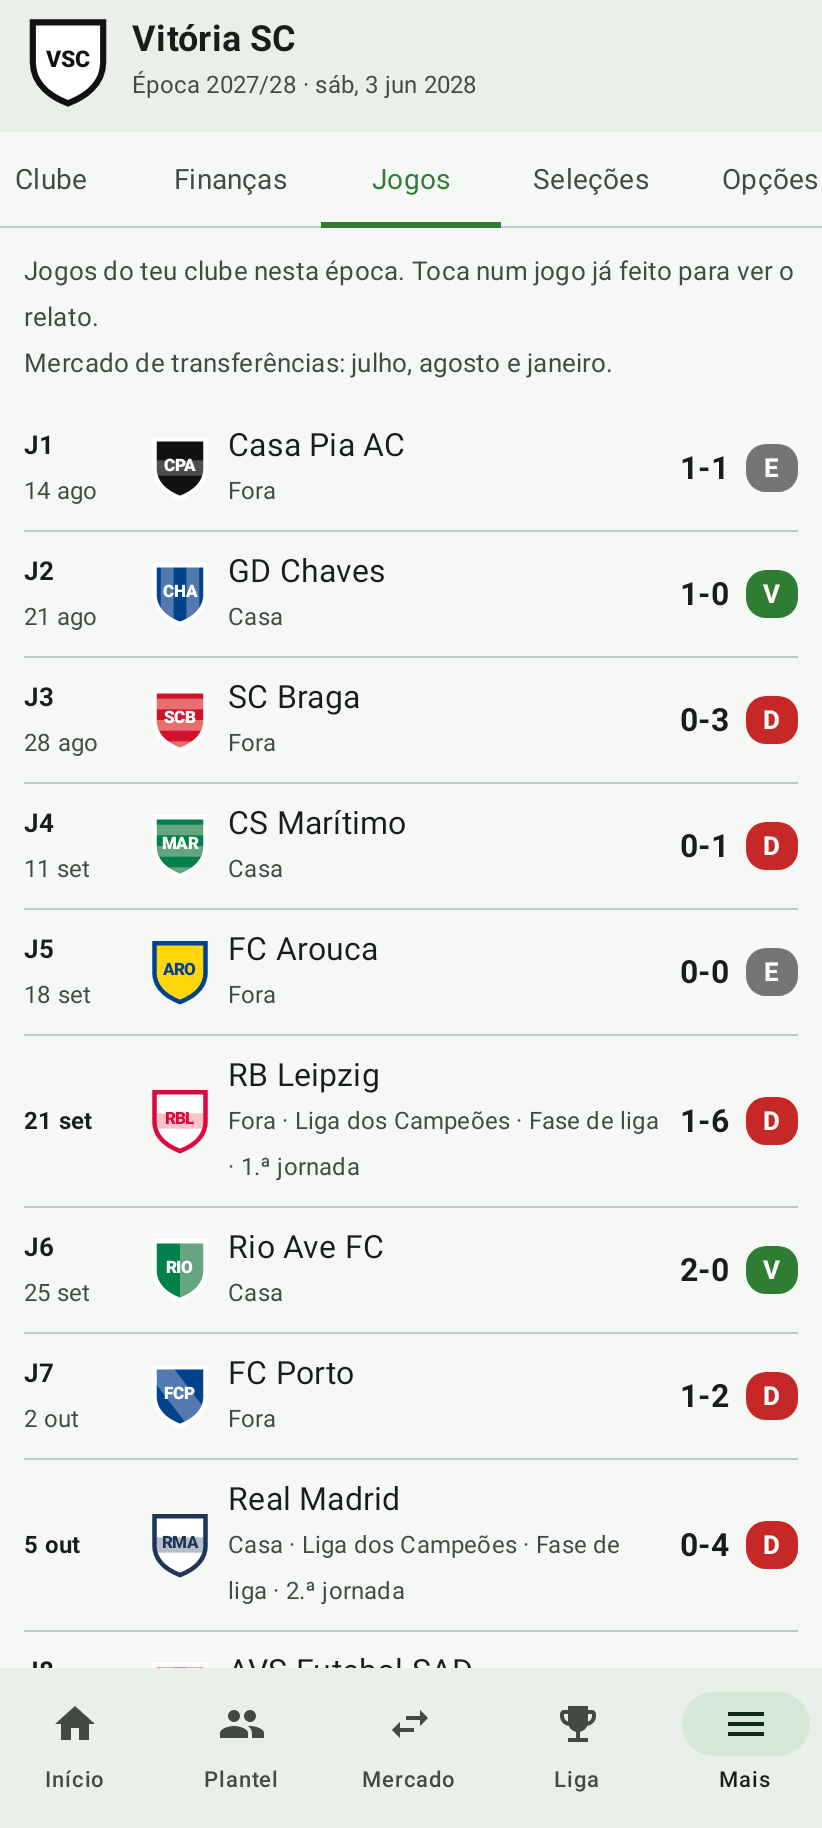 VSC
Vitória SC
Época 2027/28 · sáb, 3 jun 2028
Clube Finanças Jogos Seleções Opções
Jogos do teu clube nesta época. Toca num jogo já feito para ver o
relato.
Mercado de transferências: julho, agosto e janeiro.
J1
14 ago
CPA
Casa Pia AC
Fora
1-1 E
J2
21 ago
CHA
GD Chaves
Casa
1-0 V
J3
28 ago
SCB
SC Braga
Fora
0-3 D
J4
11 set
MAR
CS Marítimo
Casa
0-1 D
J5
18 set
ARO
FC Arouca
Fora
0-0 E
21 set
RBL
RB Leipzig
Fora · Liga dos Campeões · Fase de liga
· 1.ª jornada
1-6 D
J6
25 set
RIO
Rio Ave FC
Casa
2-0 V
J7
2 out
FCP
FC Porto
Fora
1-2 D
5 out
RMA
Real Madrid
Casa · Liga dos Campeões · Fase de
liga · 2.ª jornada
0-4 D
J8
AVS Futebol SAD
Início Plantel Mercado Liga Mais